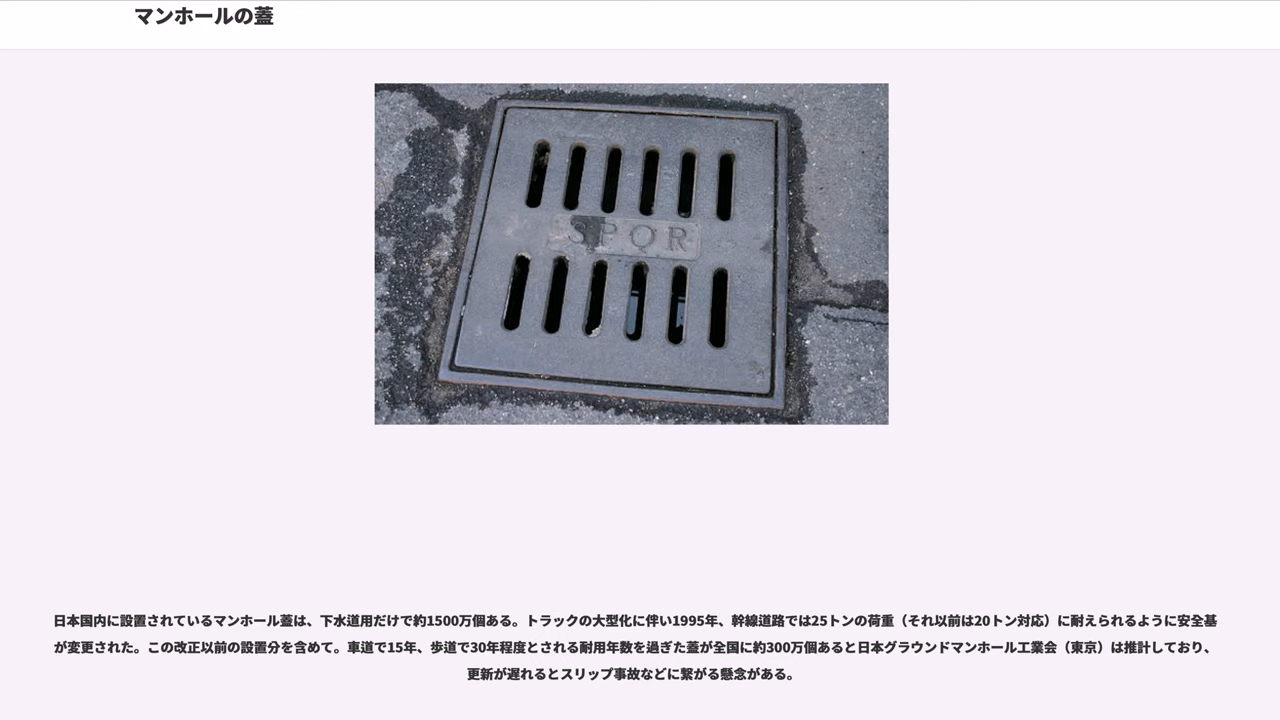 マンホールの蓋
SPQR
日本国内に設置されているマンホール蓋は、下水道用だけで約1500万個ある。トラックの大型化に伴い1995年、幹線道路では25トンの荷重（それ以前は20トン対応）に耐えられるように安全基
が変更された。この改正以前の設置分を含めて。車道で15年、歩道で30年程度とされる耐用年数を過ぎた蓋が全国に約300万個あると日本グラウンドマンホール工業会（東京）は推計しており、
更新が遅れるとスリップ事故などに繋がる懸念がある。